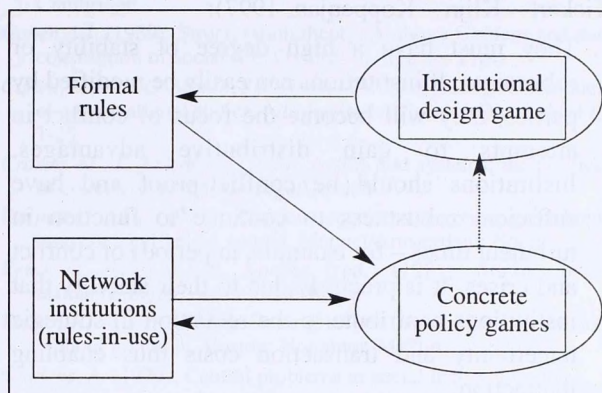 Formal
rules
Institutional
design game
Network
institutions
(rules-in-use)
Concrete
policy games